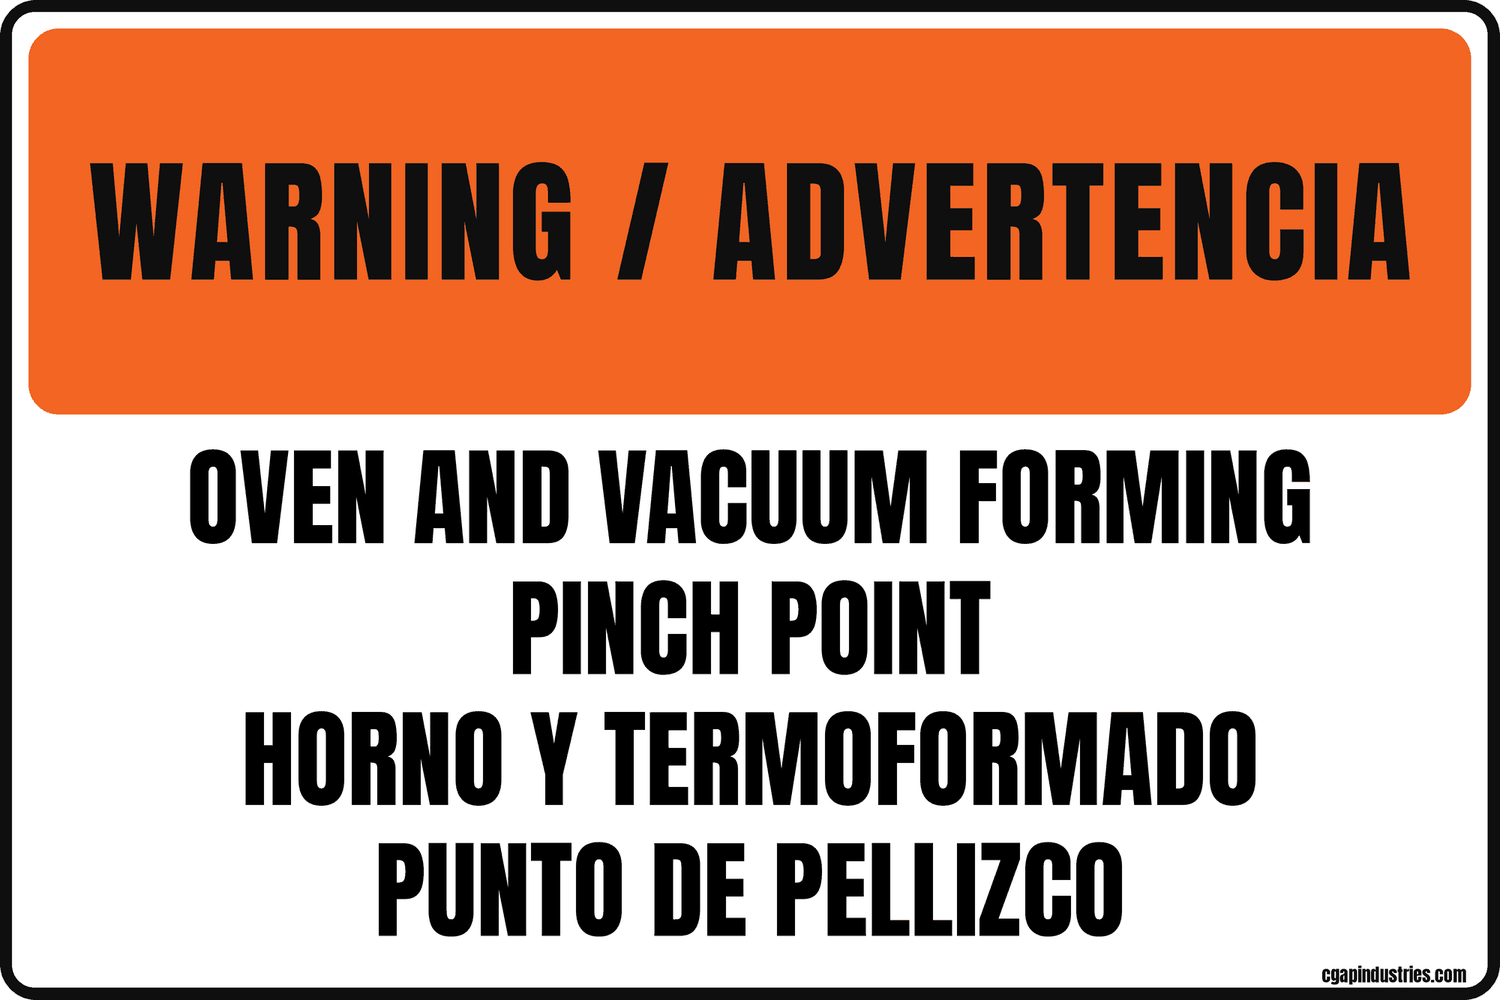 WARNING / ADVERTENCIA
OVEN AND VACUUM FORMING
PINCH POINT
HORNO Y TERMOFORMADO
PUNTO DE PELLIZCO
cgapindustries.com